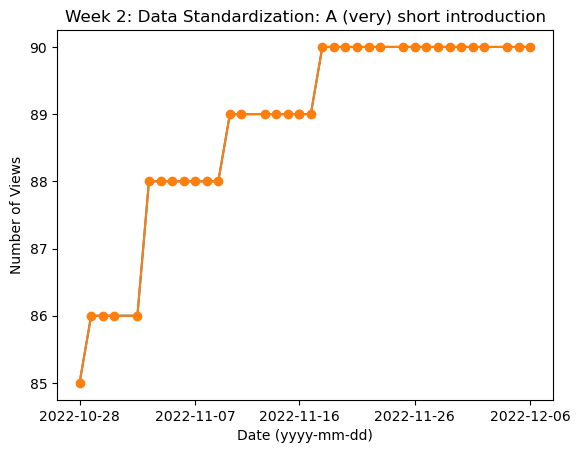 Week 2: Data Standardization: A (very) short introduction
90
89
88
87
86
85
Number of Views
2022-10-28 2022-11-07 2022-11-16 2022-11-26 2022-12-06
Date (yyyy-mm-dd)